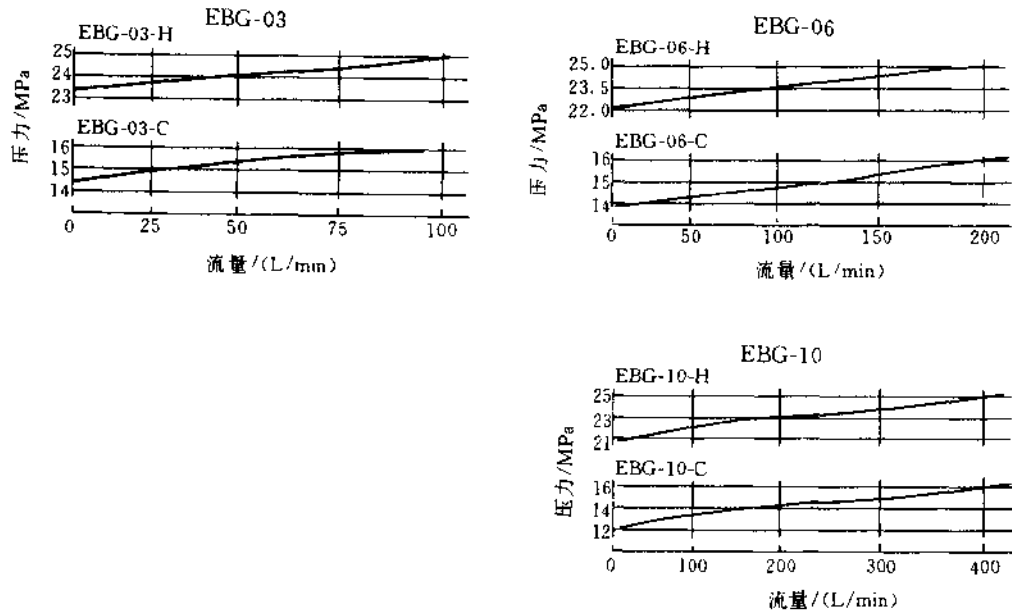 EBG-03
EBG-03-H
25
24
23
EBG-03-C
16
15
14
压力/MPa
0 25 50 75 100
流量/(L/min)
EBG-06
EBG-06-H
25.0
23.5
22.0
EBG-06-C
16
15
14
压力/MPa
0 50 100 150 200
流量/(L/min)
EBG-10
EBG-10-H
25
23
21
EBG-10-C
16
14
12
压力/MPa
0 100 200 300 400
流量/(L/min)